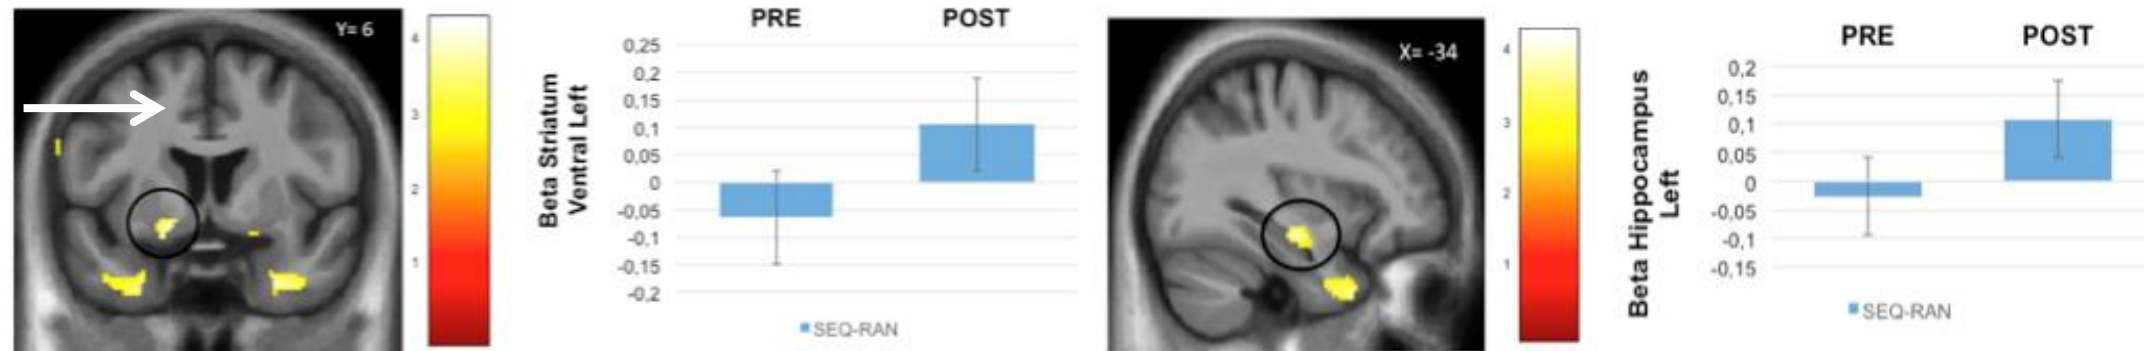 Y= 6
4
3
2
1
PRE
POST
Beta Striatum
Ventral Left
0,25
0,2
0,15
0,1
0,05
0
-0,05
-0,1
-0,15
-0,2
SEQ-RAN
X= -34
4
3
2
1
PRE
POST
Beta Hippocampus
Left
0,2
0,15
0,1
0,05
0
-0,05
-0,1
-0,15
SEQ-RAN